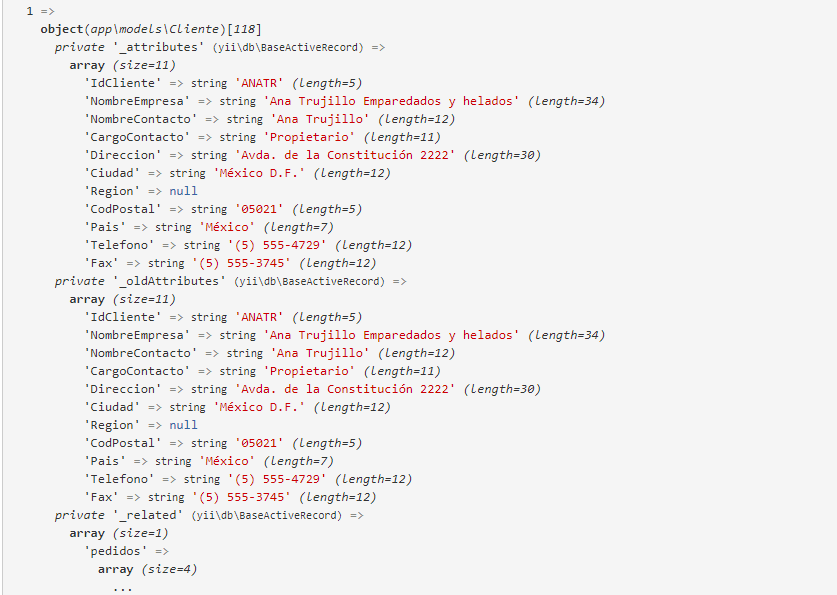 1 =>
object(app\models\Cliente)[118]
private '_attributes' (yii\db\BaseActiveRecord) =>
array (size=11)
'IdCliente' => string 'ANATR' (length=5)
'NombreEmpresa' => string 'Ana Trujillo Emparedados y helados' (length=34)
'NombreContacto' => string 'Ana Trujillo' (length=12)
'CargoContacto' => string 'Propietario' (length=11)
'Direccion' => string 'Avda. de la Constitución 2222' (length=30)
'Ciudad' => string 'México D.F.' (length=12)
'Region' => null
'CodPostal' => string '05021' (length=5)
'Pais' => string 'México' (length=7)
'Telefono' => string '(5) 555-4729' (length=12)
'Fax' => string '(5) 555-3745' (length=12)
private '_oldAttributes' (yii\db\BaseActiveRecord) =>
array (size=11)
'IdCliente' => string 'ANATR' (length=5)
'NombreEmpresa' => string 'Ana Trujillo Emparedados y helados' (length=34)
'NombreContacto' => string 'Ana Trujillo' (length=12)
'CargoContacto' => string 'Propietario' (length=11)
'Direccion' => string 'Avda. de la Constitución 2222' (length=30)
'Ciudad' => string 'México D.F.' (length=12)
'Region' => null
'CodPostal' => string '05021' (length=5)
'Pais' => string 'México' (length=7)
'Telefono' => string '(5) 555-4729' (length=12)
'Fax' => string '(5) 555-3745' (length=12)
private '_related' (yii\db\BaseActiveRecord) =>
array (size=1)
'pedidos' =>
array (size=4)
...